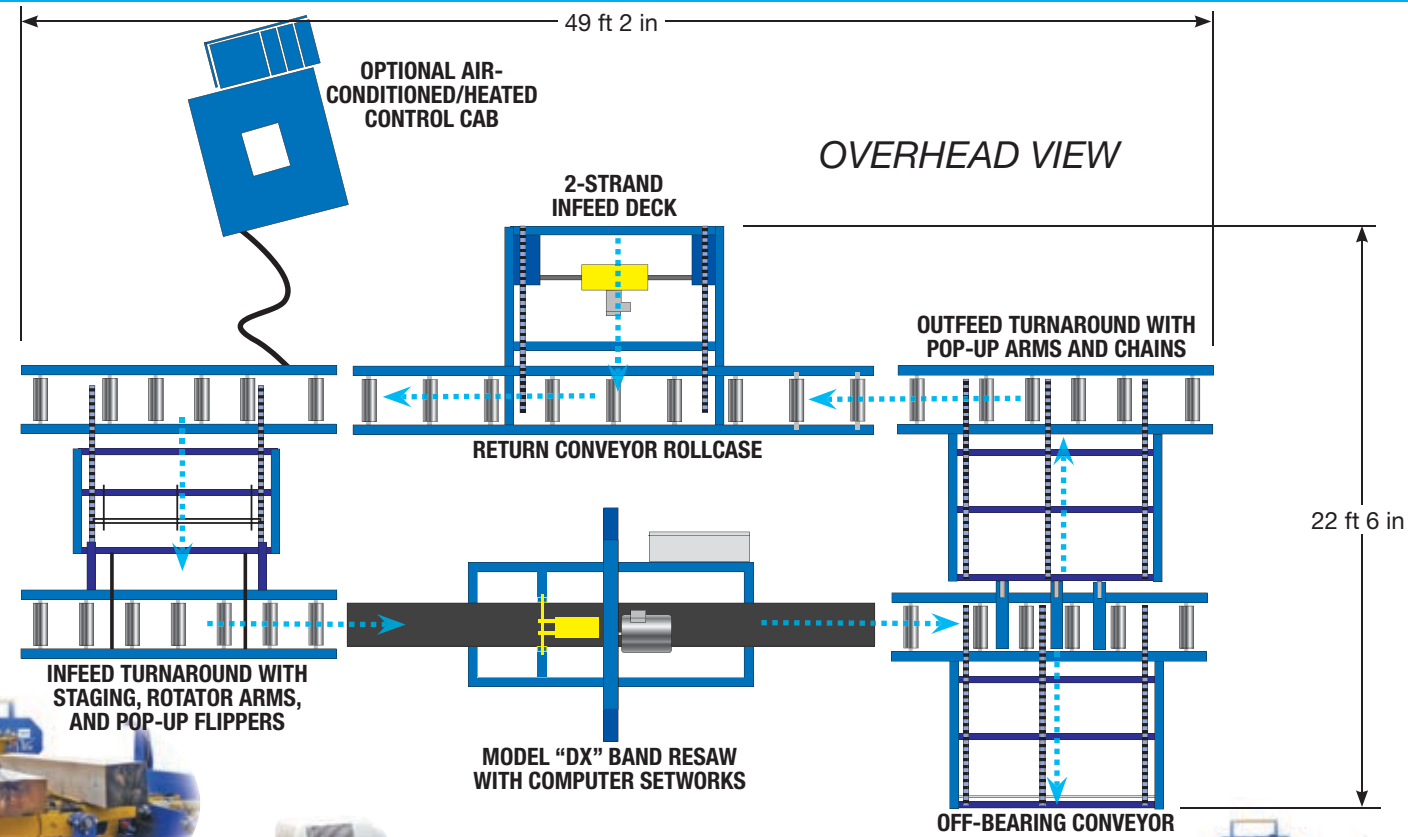 49 ft 2 in
OPTIONAL AIR-
CONDITIONED/HEATED
CONTROL CAB
OVERHEAD VIEW
2-STRAND
INFEED DECK
OUTFEED TURNAROUND WITH
POP-UP ARMS AND CHAINS
RETURN CONVEYOR ROLLCASE
22 ft 6 in
INFEED TURNAROUND WITH
STAGING, ROTATOR ARMS,
AND POP-UP FLIPPERS
MODEL “DX” BAND RESAW
WITH COMPUTER SETWORKS
OFF-BEARING CONVEYOR